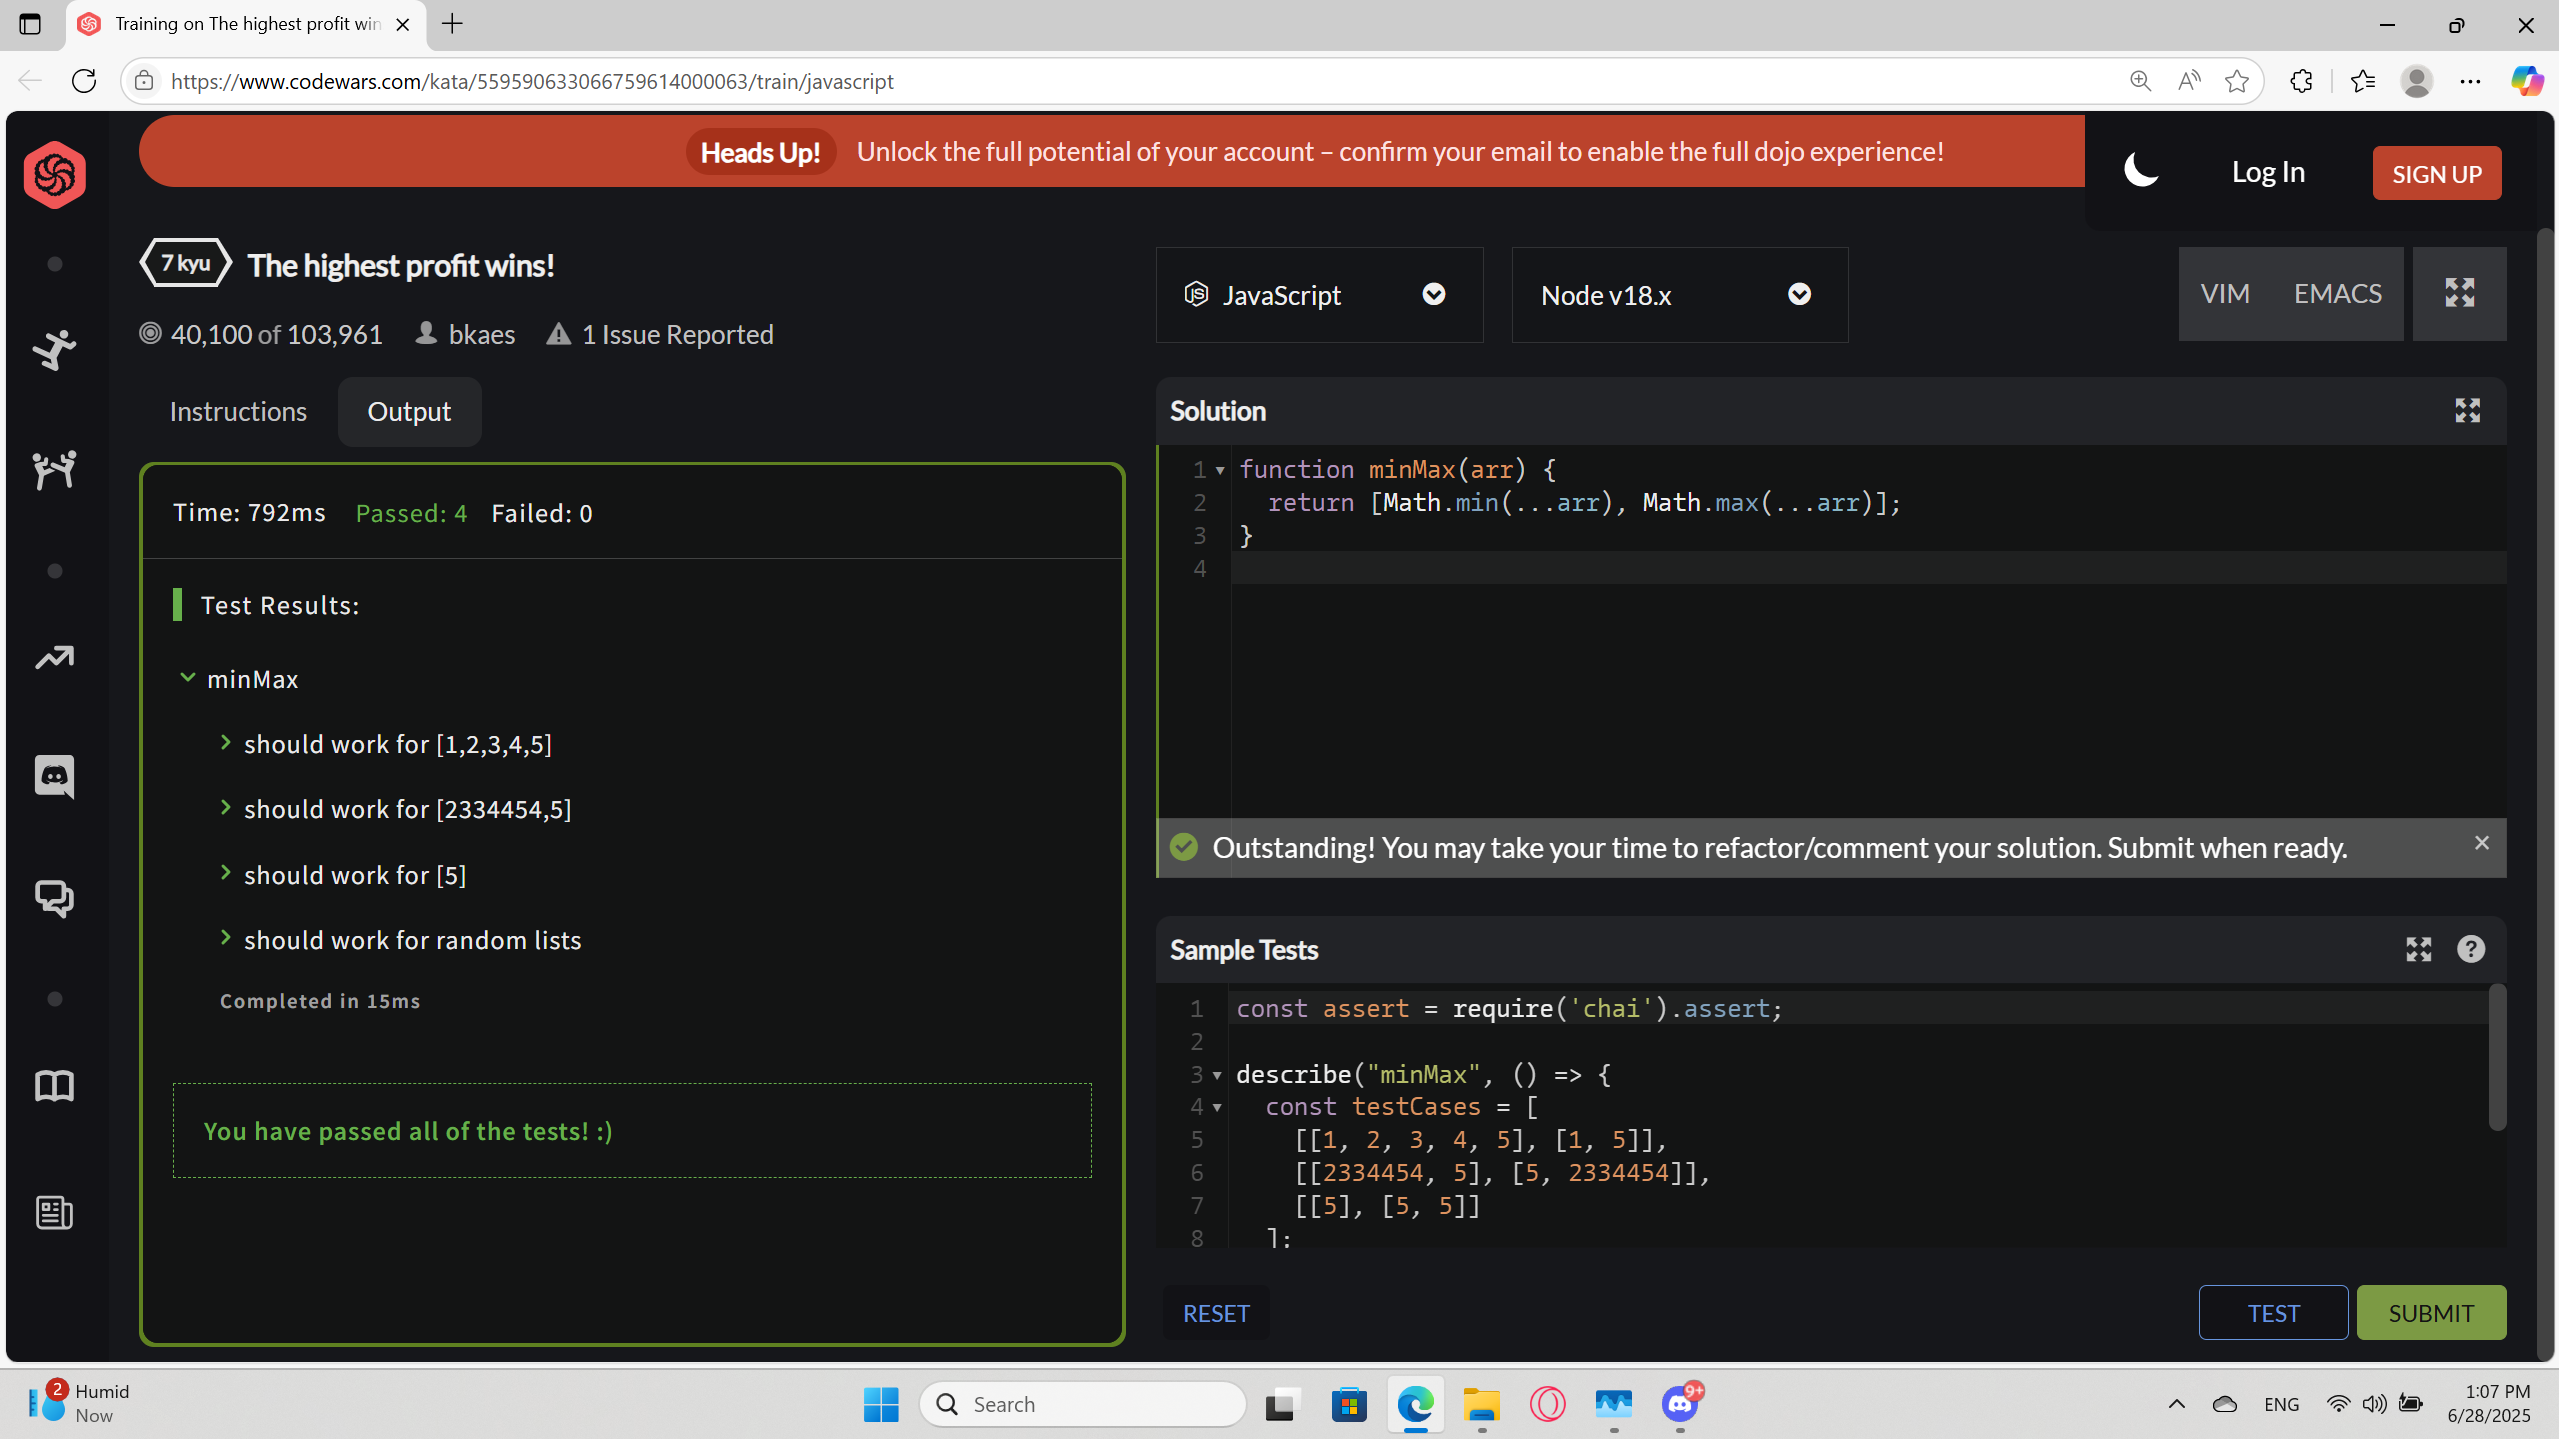 Training on The highest profit win
https://www.codewars.com/kata/559590633066759614000063/train/javascript
Heads Up! Unlock the full potential of your account – confirm your email to enable the full dojo experience!
Log In
SIGN UP
7 kyu The highest profit wins!
40,100 of 103,961 bkaes 1 Issue Reported
Instructions Output
Time: 792ms Passed: 4 Failed: 0
Test Results:
minMax
should work for [1,2,3,4,5]
should work for [2334454,5]
should work for [5]
should work for random lists
Completed in 15ms
You have passed all of the tests! :)
JavaScript
Node v18.x
VIM EMACS
Solution
1 function minMax(arr) {
2 return [Math.min(...arr), Math.max(...arr)];
3 }
4
Outstanding! You may take your time to refactor/comment your solution. Submit when ready.
Sample Tests
1 const assert = require('chai').assert;
2
3 describe("minMax", () => {
4 const testCases = [
5 [[1, 2, 3, 4, 5], [1, 5]],
6 [[2334454, 5], [5, 2334454]],
7 [[5], [5, 5]]
8 ];
RESET
TEST
SUBMIT
2
Humid
Now
Search
9+
ENG
1:07 PM
6/28/2025